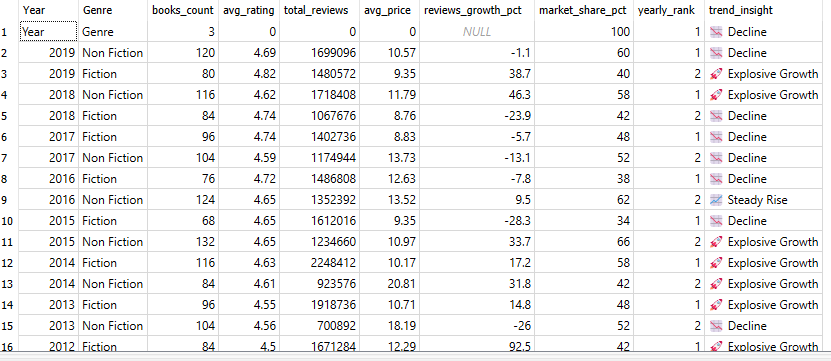 Year Genre books_count avg_rating total_reviews avg_price reviews_growth_pct market_share_pct yearly_rank trend_insight
1 Year Genre 3 0 0 0 NULL 100 1 📉 Decline
2 2019 Non Fiction 120 4.69 1699096 10.57 -1.1 60 1 📉 Decline
3 2019 Fiction 80 4.82 1480572 9.35 38.7 40 2 🚀 Explosive Growth
4 2018 Non Fiction 116 4.62 1718408 11.79 46.3 58 1 🚀 Explosive Growth
5 2018 Fiction 84 4.74 1067676 8.76 -23.9 42 2 📉 Decline
6 2017 Fiction 96 4.74 1402736 8.83 -5.7 48 1 📉 Decline
7 2017 Non Fiction 104 4.59 1174944 13.73 -13.1 52 2 📉 Decline
8 2016 Fiction 76 4.72 1486808 12.63 -7.8 38 1 📉 Decline
9 2016 Non Fiction 124 4.65 1352392 13.52 9.5 62 2 📈 Steady Rise
10 2015 Fiction 68 4.65 1612016 9.35 -28.3 34 1 📉 Decline
11 2015 Non Fiction 132 4.65 1234660 10.97 33.7 66 2 🚀 Explosive Growth
12 2014 Fiction 116 4.63 2248412 10.17 17.2 58 1 🚀 Explosive Growth
13 2014 Non Fiction 84 4.61 923576 20.81 31.8 42 2 🚀 Explosive Growth
14 2013 Fiction 96 4.55 1918736 10.71 14.8 48 1 🚀 Explosive Growth
15 2013 Non Fiction 104 4.56 700892 18.19 -26 52 2 📉 Decline
16 2012 Fiction 84 4.5 1671284 12.29 92.5 42 1 🚀 Explosive Growth